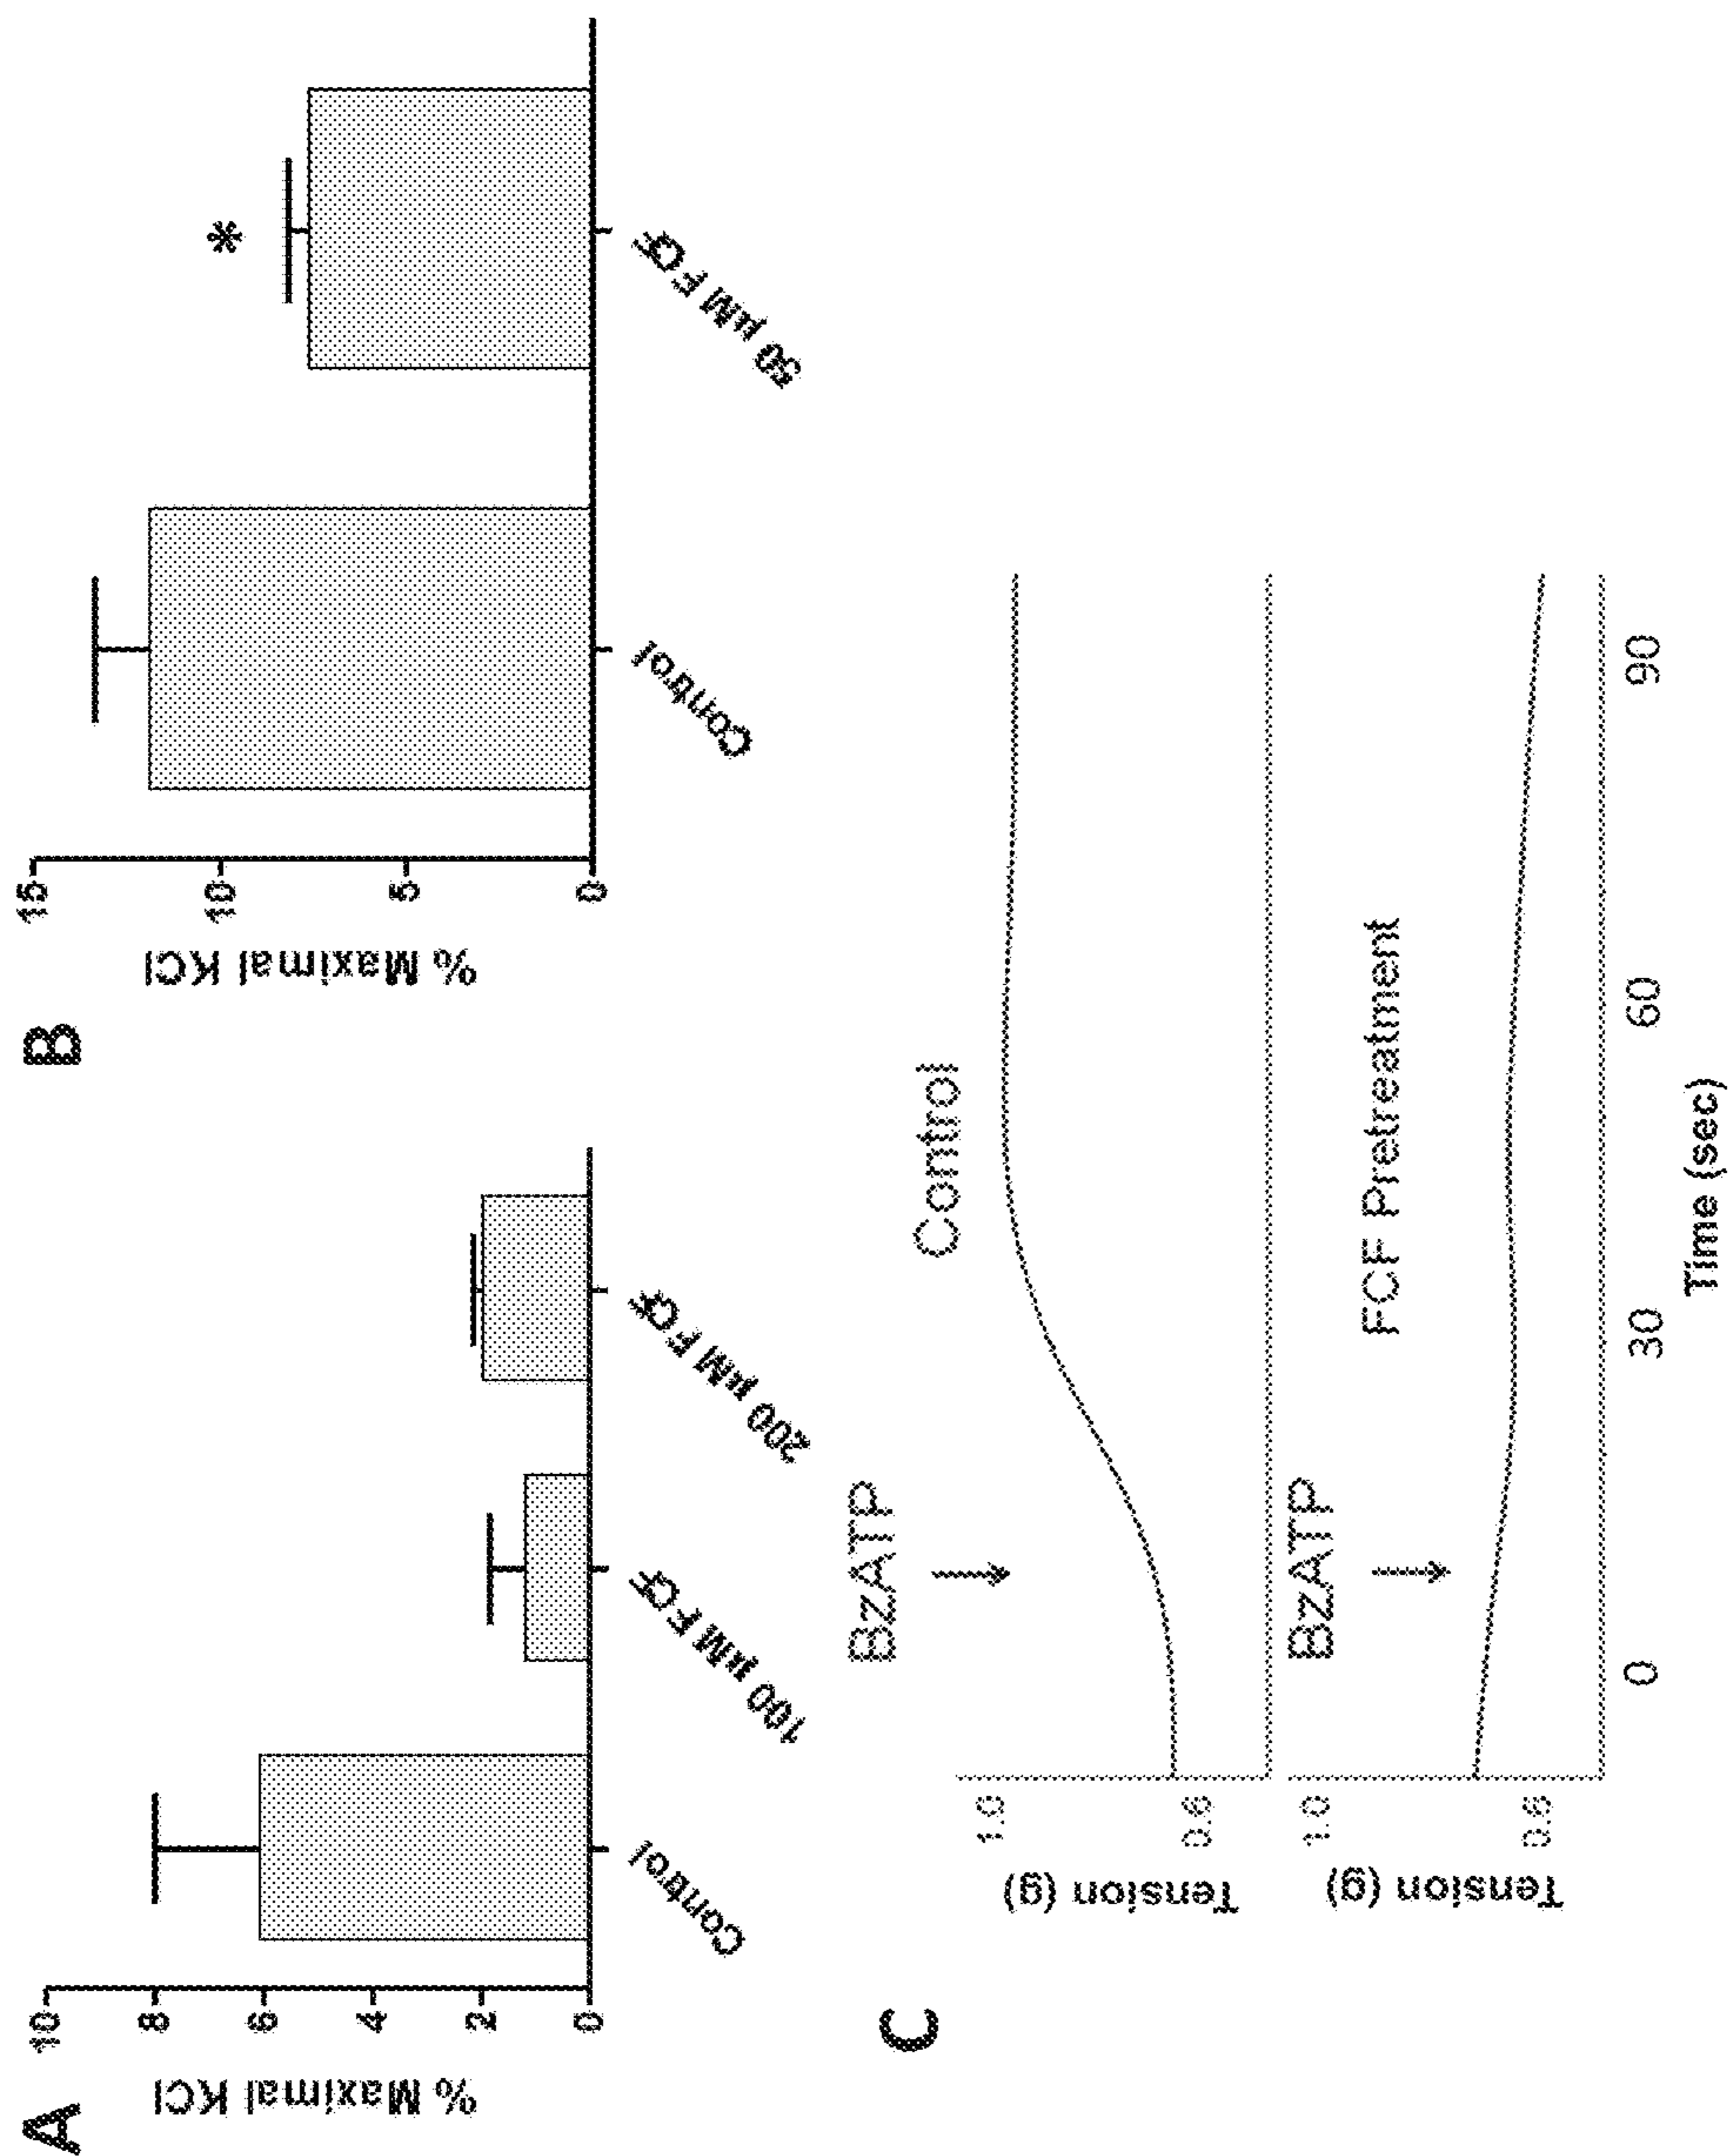 A
% Maximal KCl
10
8
6
4
2
0
Control
100 µM FCF
200 µM FCF
B
% Maximal KCl
15
10
5
0
Control
50 µM FCF
*
C
BzATP
Control
Tension (g)
1.0
0.6
BzATP
FCF Pretreatment
Tension (g)
1.0
0.6
0
30
60
90
Time (sec)